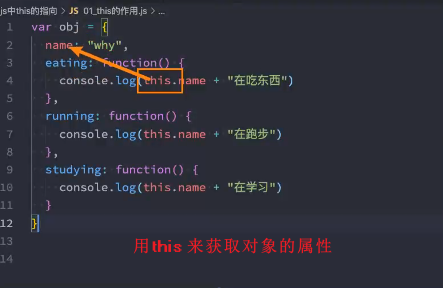 js中this的指向 > JS 01_this的作用.js > ...
1 var obj = {
2 name: "why",
3 eating: function() {
4 console.log(this.name + "在吃东西")
5 },
6 running: function() {
7 console.log(this.name + "在跑步")
8 },
9 studying: function() {
10 console.log(this.name + "在学习")
11 }
12 }
13
14
用this 来获取对象的属性